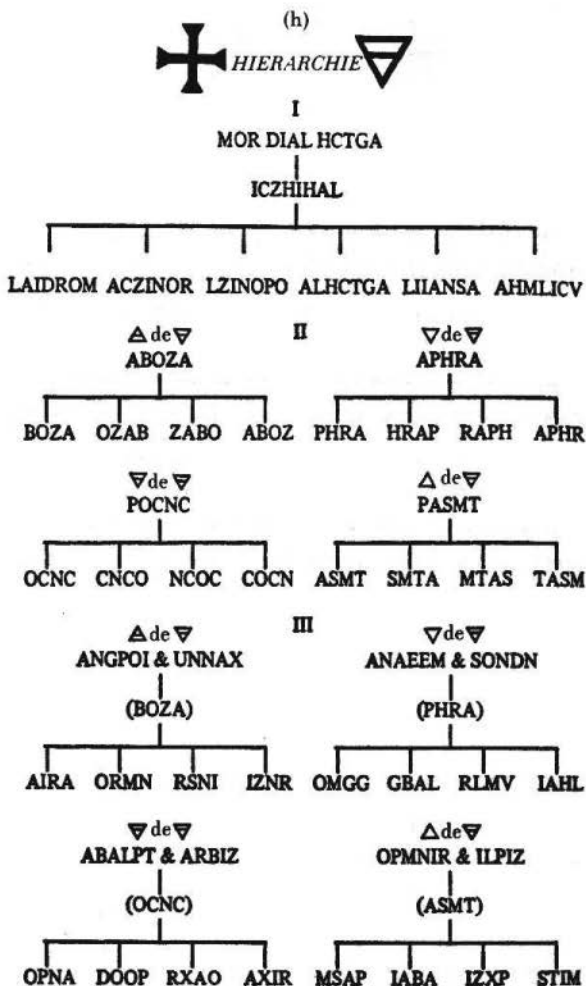 (h)
HIERARCHIE
I
MOR DIAL HCTGA
ICZHIHAL
LAIDROM ACZINOR LZINOPO ALHCTGA LIIANSA AHMLICV
🜁 de 🜃 II 🜄 de 🜃
ABOZA APHRA
BOZA OZAB ZABO ABOZ PHRA HRAP RAPH APHR
🜃 de 🜃 🜂 de 🜃
POCNC PASMT
OCNC CNCO NCOC COCN ASMT SMTA MTAS TASM
🜁 de 🜃 III 🜄 de 🜃
ANGPOI & UNNAX ANAEEM & SONDN
(BOZA) (PHRA)
AIRA ORMN RSNI IZNR OMGG GBAL RLMV IAHL
🜃 de 🜃 🜂 de 🜃
ABALPT & ARBIZ OPMNIR & ILPIZ
(OCNC) (ASMT)
OPNA DOOP RXAO AXIR MSAP IABA IZXP STIM